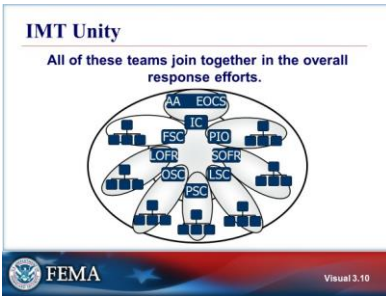 IMT Unity
All of these teams join together in the overall
response efforts.
AA EOCS
IC
FSC PIO
LOFR SOFR
OSC LSC
PSC
FEMA
Visual 3.10